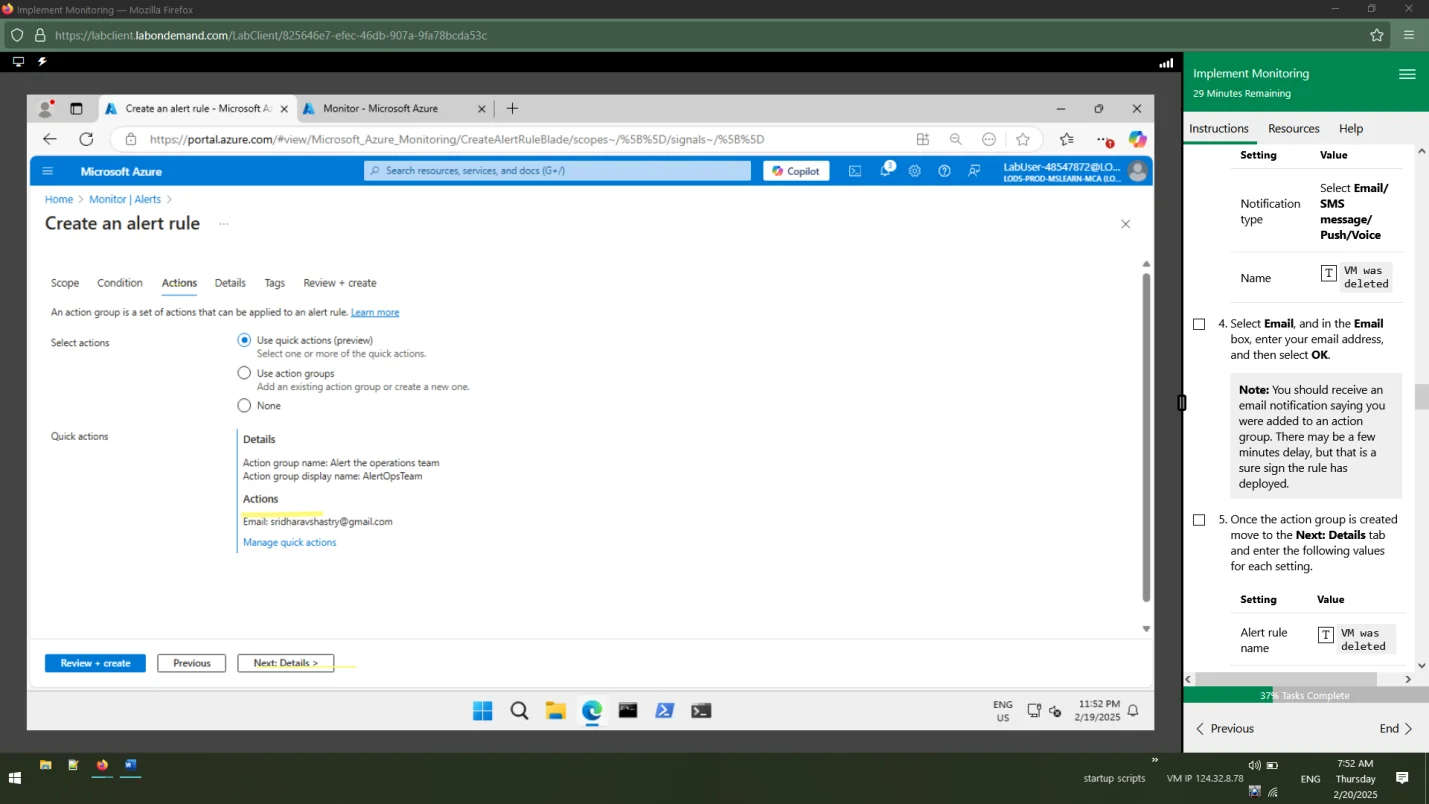 Implement Monitoring — Mozilla Firefox
https://labclient.labondemand.com/LabClient/825646e7-efec-46db-907a-9fa78bcda53c
Create an alert rule - Microsoft A
Monitor - Microsoft Azure
https://portal.azure.com/#view/Microsoft_Azure_Monitoring/CreateAlertRuleBlade/scopes~/%5B%5D/signals~/%5B%5D
Microsoft Azure
Search resources, services, and docs (G+/)
Copilot
LabUser-48547872@LO...
LODS-PROD-MSLEARN-MCA (LO...
Home > Monitor | Alerts >
Create an alert rule ...
Scope Condition Actions Details Tags Review + create
An action group is a set of actions that can be applied to an alert rule. Learn more
Select actions
Use quick actions (preview)
Select one or more of the quick actions.
Use action groups
Add an existing action group or create a new one.
None
Quick actions
Details
Action group name: Alert the operations team
Action group display name: AlertOpsTeam
Actions
Email: sridharavshastry@gmail.com
Manage quick actions
Review + create
Previous
Next: Details >
ENG
US
11:52 PM
2/19/2025
Implement Monitoring
29 Minutes Remaining
Instructions Resources Help
Setting Value
Notification type
Select Email/
SMS
message/
Push/Voice
Name
T VM was
deleted
4. Select Email, and in the Email
box, enter your email address,
and then select OK.
Note: You should receive an
email notification saying you
were added to an action
group. There may be a few
minutes delay, but that is a
sure sign the rule has
deployed.
5. Once the action group is created
move to the Next: Details tab
and enter the following values
for each setting.
Setting Value
Alert rule
name
T VM was
deleted
37% Tasks Complete
< Previous
End >
startup scripts
VM IP 124.32.8.78
ENG
7:52 AM
Thursday
2/20/2025